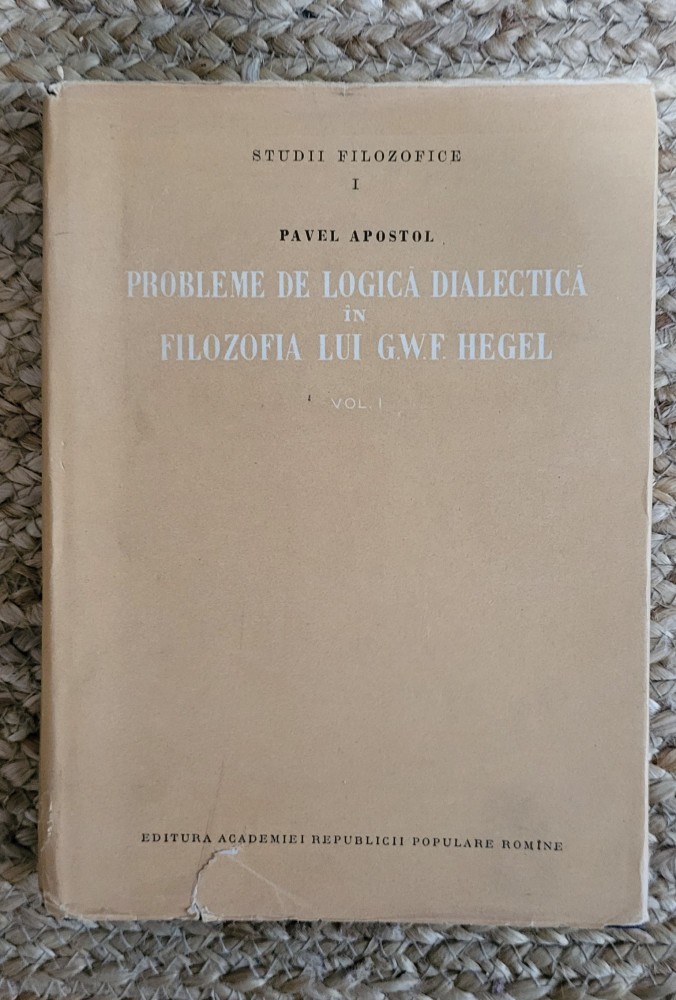 STUDII FILOZOFICE
I
PAVEL APOSTOL
PROBLEME DE LOGICĂ DIALECTICĂ
ÎN
FILOZOFIA LUI G.W.F. HEGEL
VOL. I
EDITURA ACADEMIEI REPUBLICII POPULARE ROMÎNE